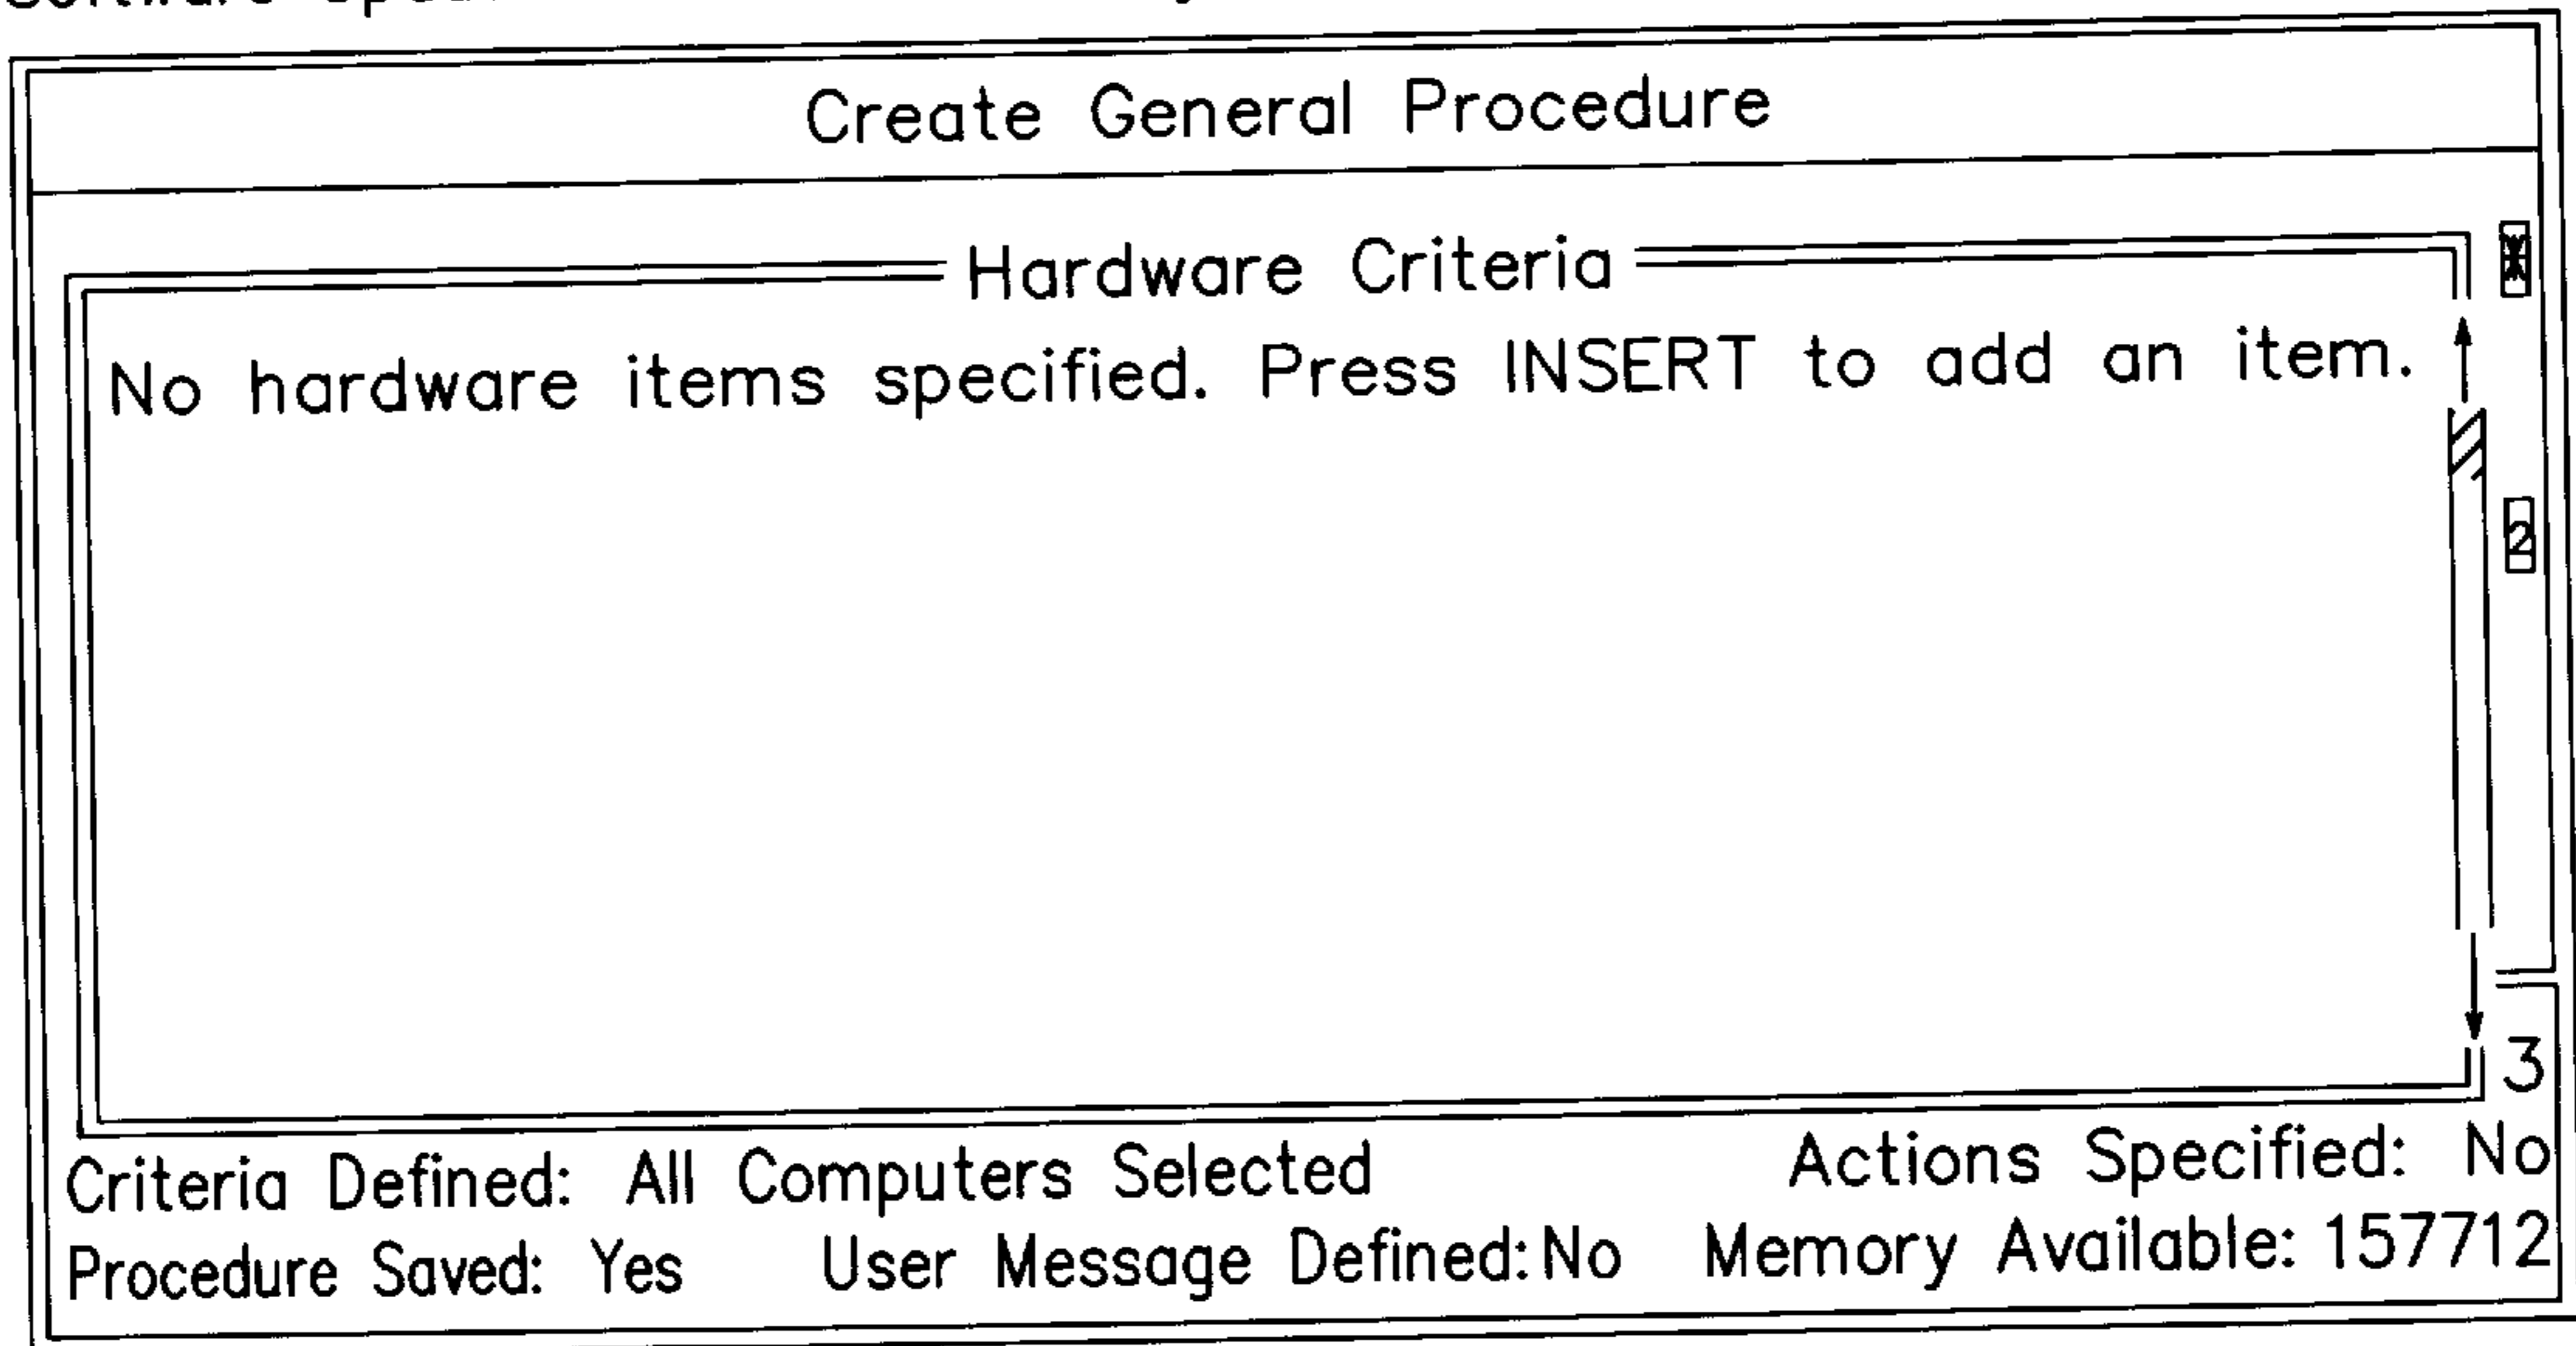 Create General Procedure
Hardware Criteria
No hardware items specified. Press INSERT to add an item.
2
3
Criteria Defined: All Computers Selected Actions Specified: No
Procedure Saved: Yes User Message Defined:No Memory Available: 157712